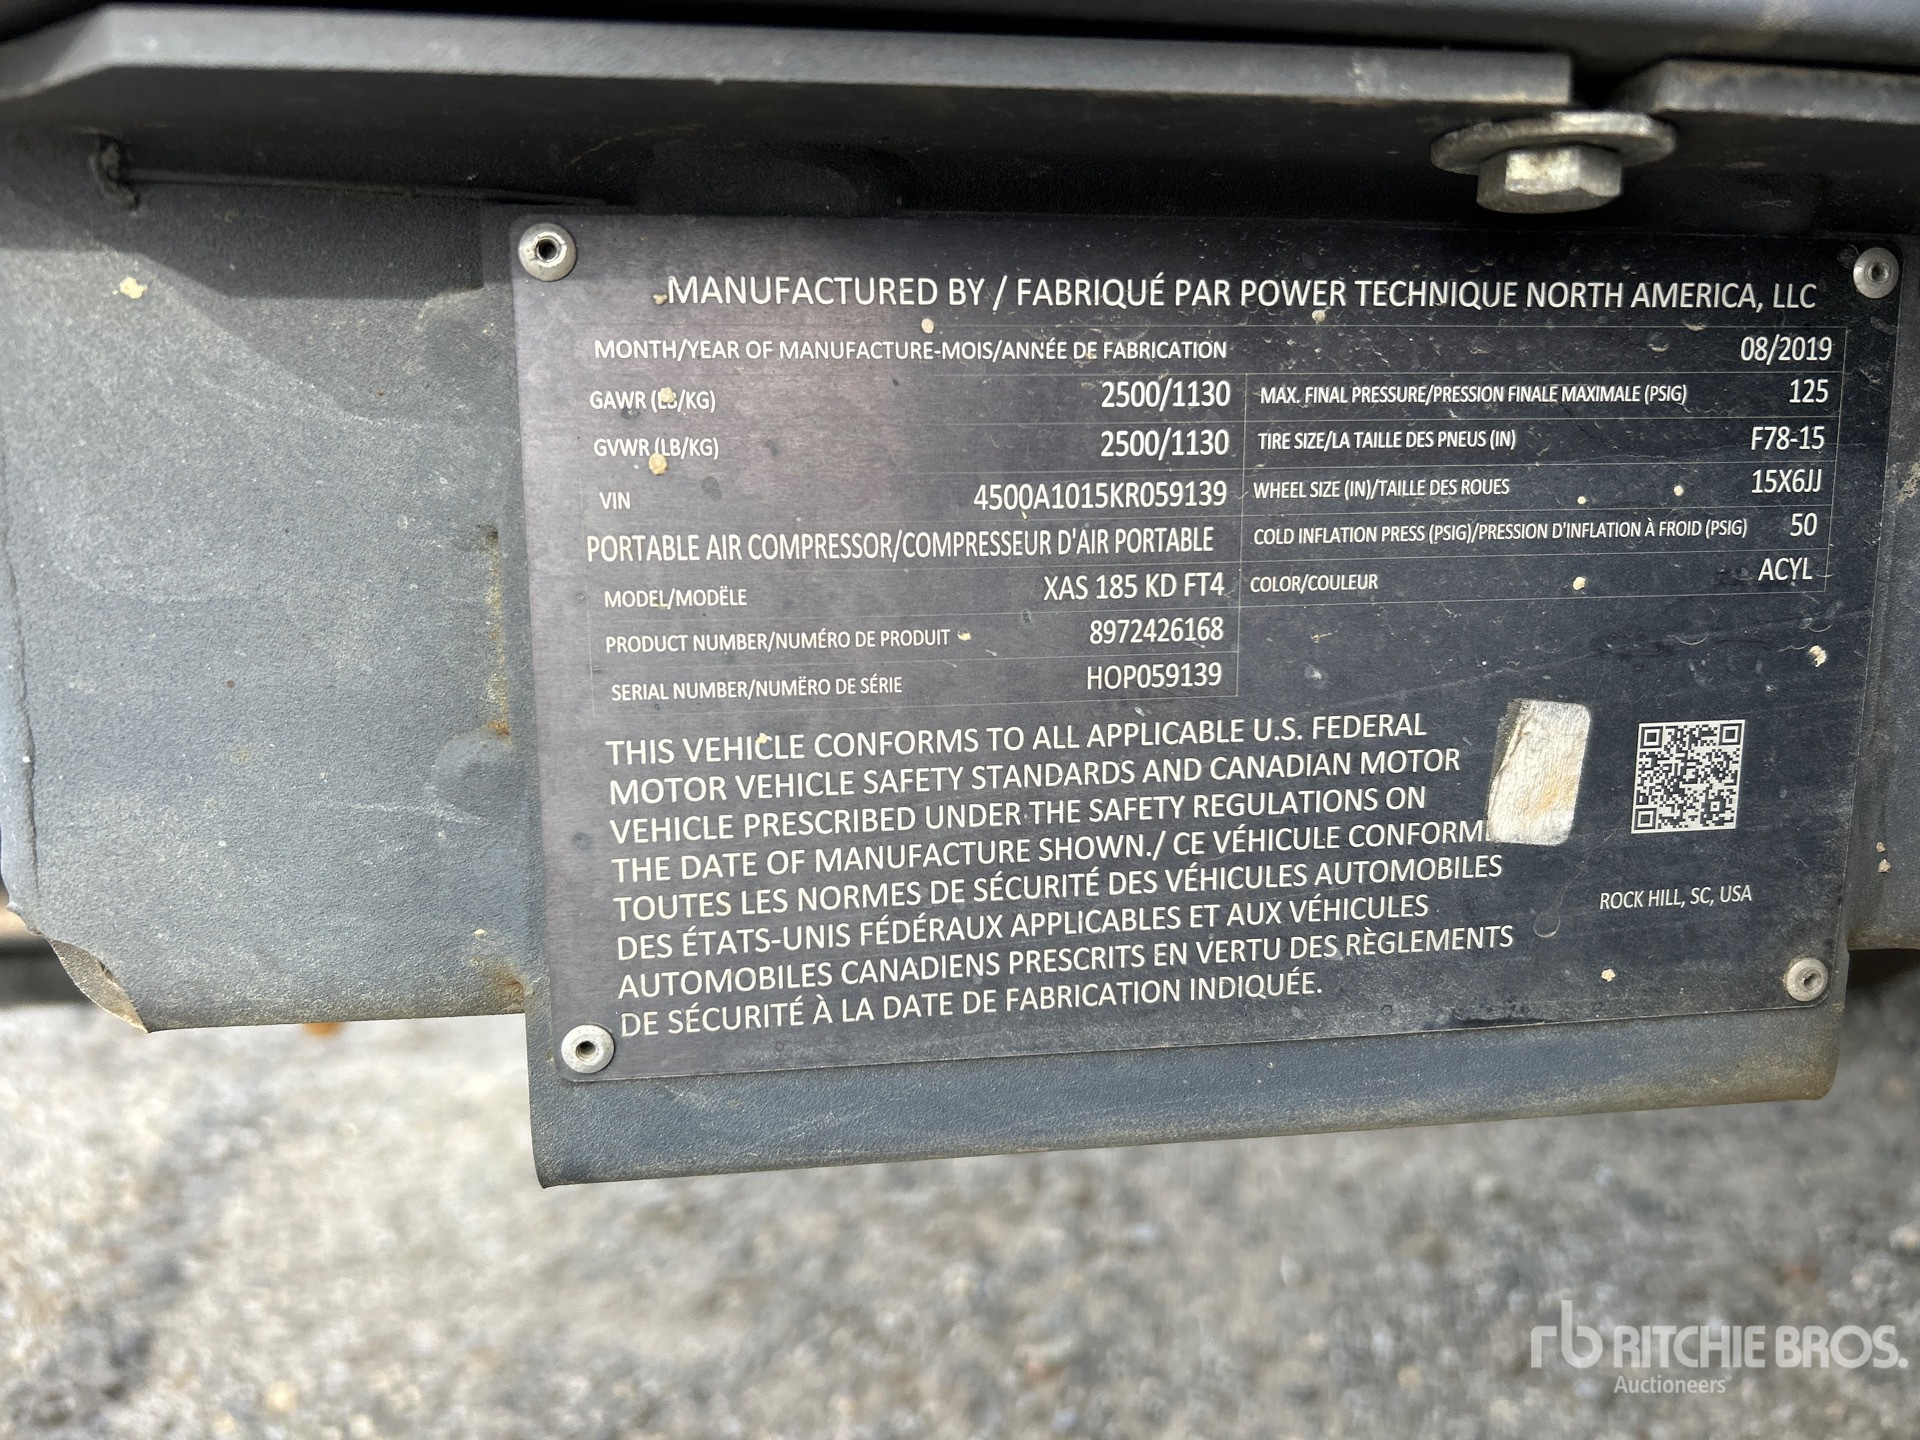 MANUFACTURED BY / FABRIQUÉ PAR POWER TECHNIQUE NORTH AMERICA, LLC
MONTH/YEAR OF MANUFACTURE-MOIS/ANNÉE DE FABRICATION 08/2019
GAWR (LB/KG) 2500/1130 MAX. FINAL PRESSURE/PRESSION FINALE MAXIMALE (PSIG) 125
GVWR (LB/KG) 2500/1130 TIRE SIZE/LA TAILLE DES PNEUS (IN) F78-15
VIN 4500A1015KR059139 WHEEL SIZE (IN)/TAILLE DES ROUES 15X6JJ
PORTABLE AIR COMPRESSOR/COMPRESSEUR D'AIR PORTABLE COLD INFLATION PRESS (PSIG)/PRESSION D'INFLATION À FROID (PSIG) 50
MODEL/MODËLE XAS 185 KD FT4 COLOR/COULEUR ACYL
PRODUCT NUMBER/NUMÉRO DE PRODUIT 8972426168
SERIAL NUMBER/NUMËRO DE SÉRIE HOP059139
THIS VEHICLE CONFORMS TO ALL APPLICABLE U.S. FEDERAL
MOTOR VEHICLE SAFETY STANDARDS AND CANADIAN MOTOR
VEHICLE PRESCRIBED UNDER THE SAFETY REGULATIONS ON
THE DATE OF MANUFACTURE SHOWN./ CE VÉHICULE CONFORME
TOUTES LES NORMES DE SÉCURITÉ DES VÉHICULES AUTOMOBILES
DES ÉTATS-UNIS FÉDÉRAUX APPLICABLES ET AUX VÉHICULES
AUTOMOBILES CANADIENS PRESCRITS EN VERTU DES RÈGLEMENTS
DE SÉCURITÉ À LA DATE DE FABRICATION INDIQUÉE.
ROCK HILL, SC, USA
rb RITCHIE BROS.
Auctioneers